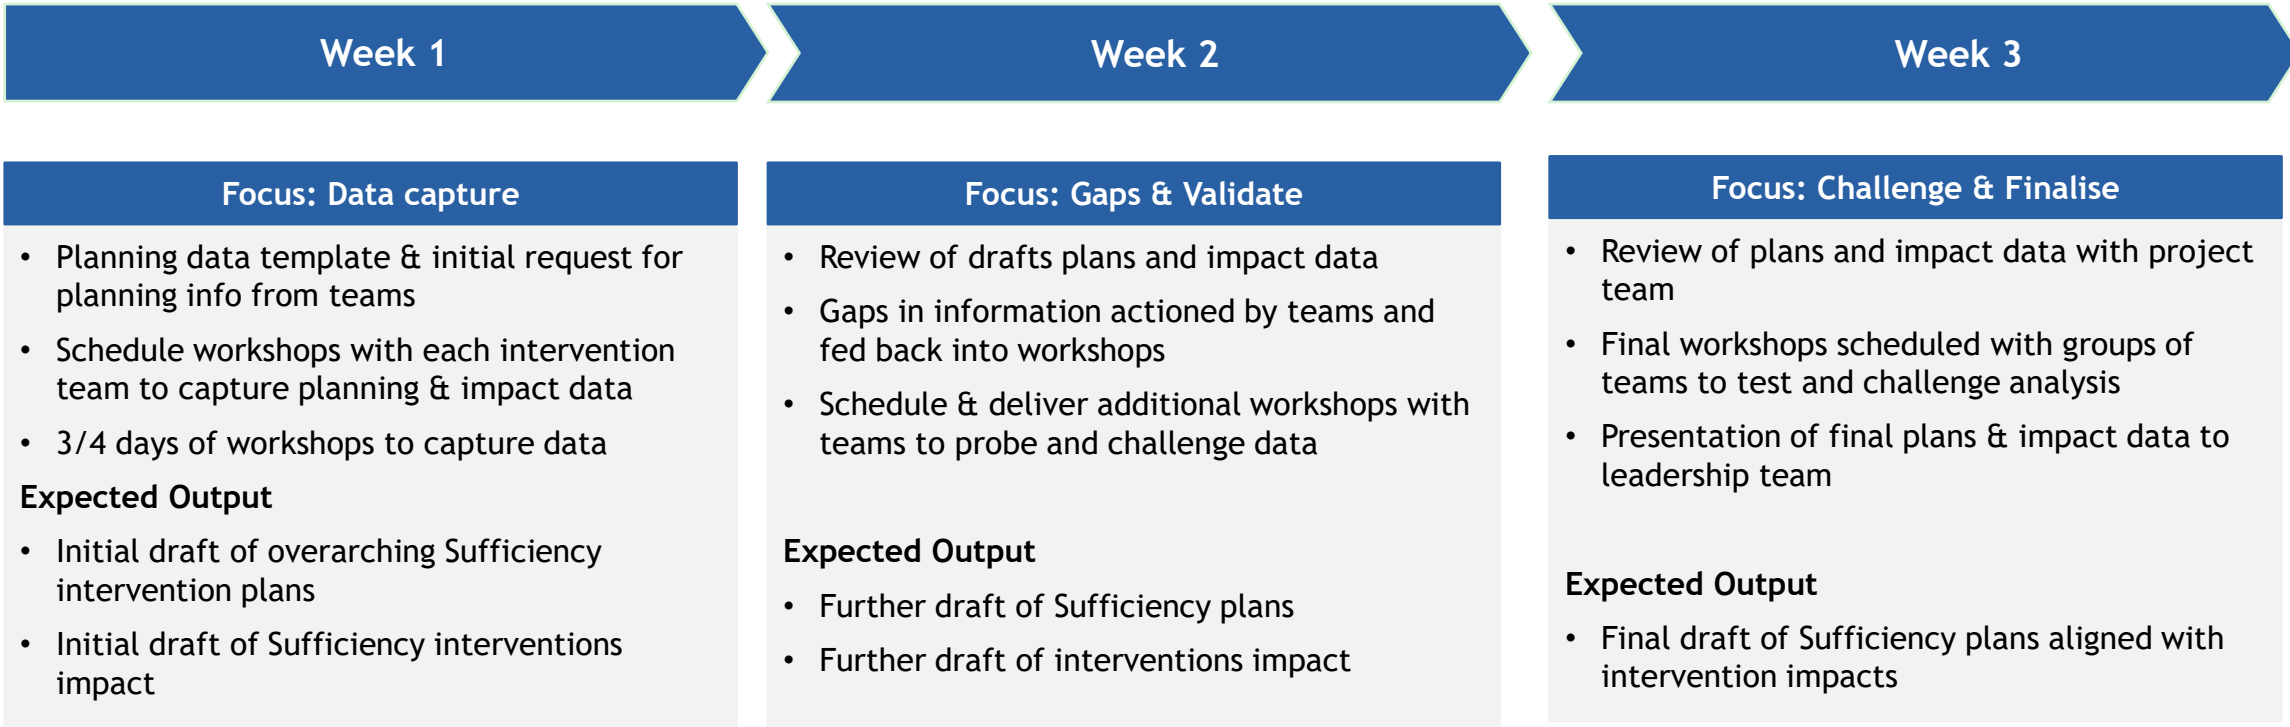 Week 1
Week 2
Week 3
Focus: Data capture
• Planning data template & initial request for
planning info from teams
• Schedule workshops with each intervention
team to capture planning & impact data
• 3/4 days of workshops to capture data
Expected Output
• Initial draft of overarching Sufficiency
intervention plans
• Initial draft of Sufficiency interventions
impact
Focus: Gaps & Validate
• Review of drafts plans and impact data
• Gaps in information actioned by teams and
fed back into workshops
• Schedule & deliver additional workshops with
teams to probe and challenge data
Expected Output
• Further draft of Sufficiency plans
• Further draft of interventions impact
Focus: Challenge & Finalise
• Review of plans and impact data with project
team
• Final workshops scheduled with groups of
teams to test and challenge analysis
• Presentation of final plans & impact data to
leadership team
Expected Output
• Final draft of Sufficiency plans aligned with
intervention impacts